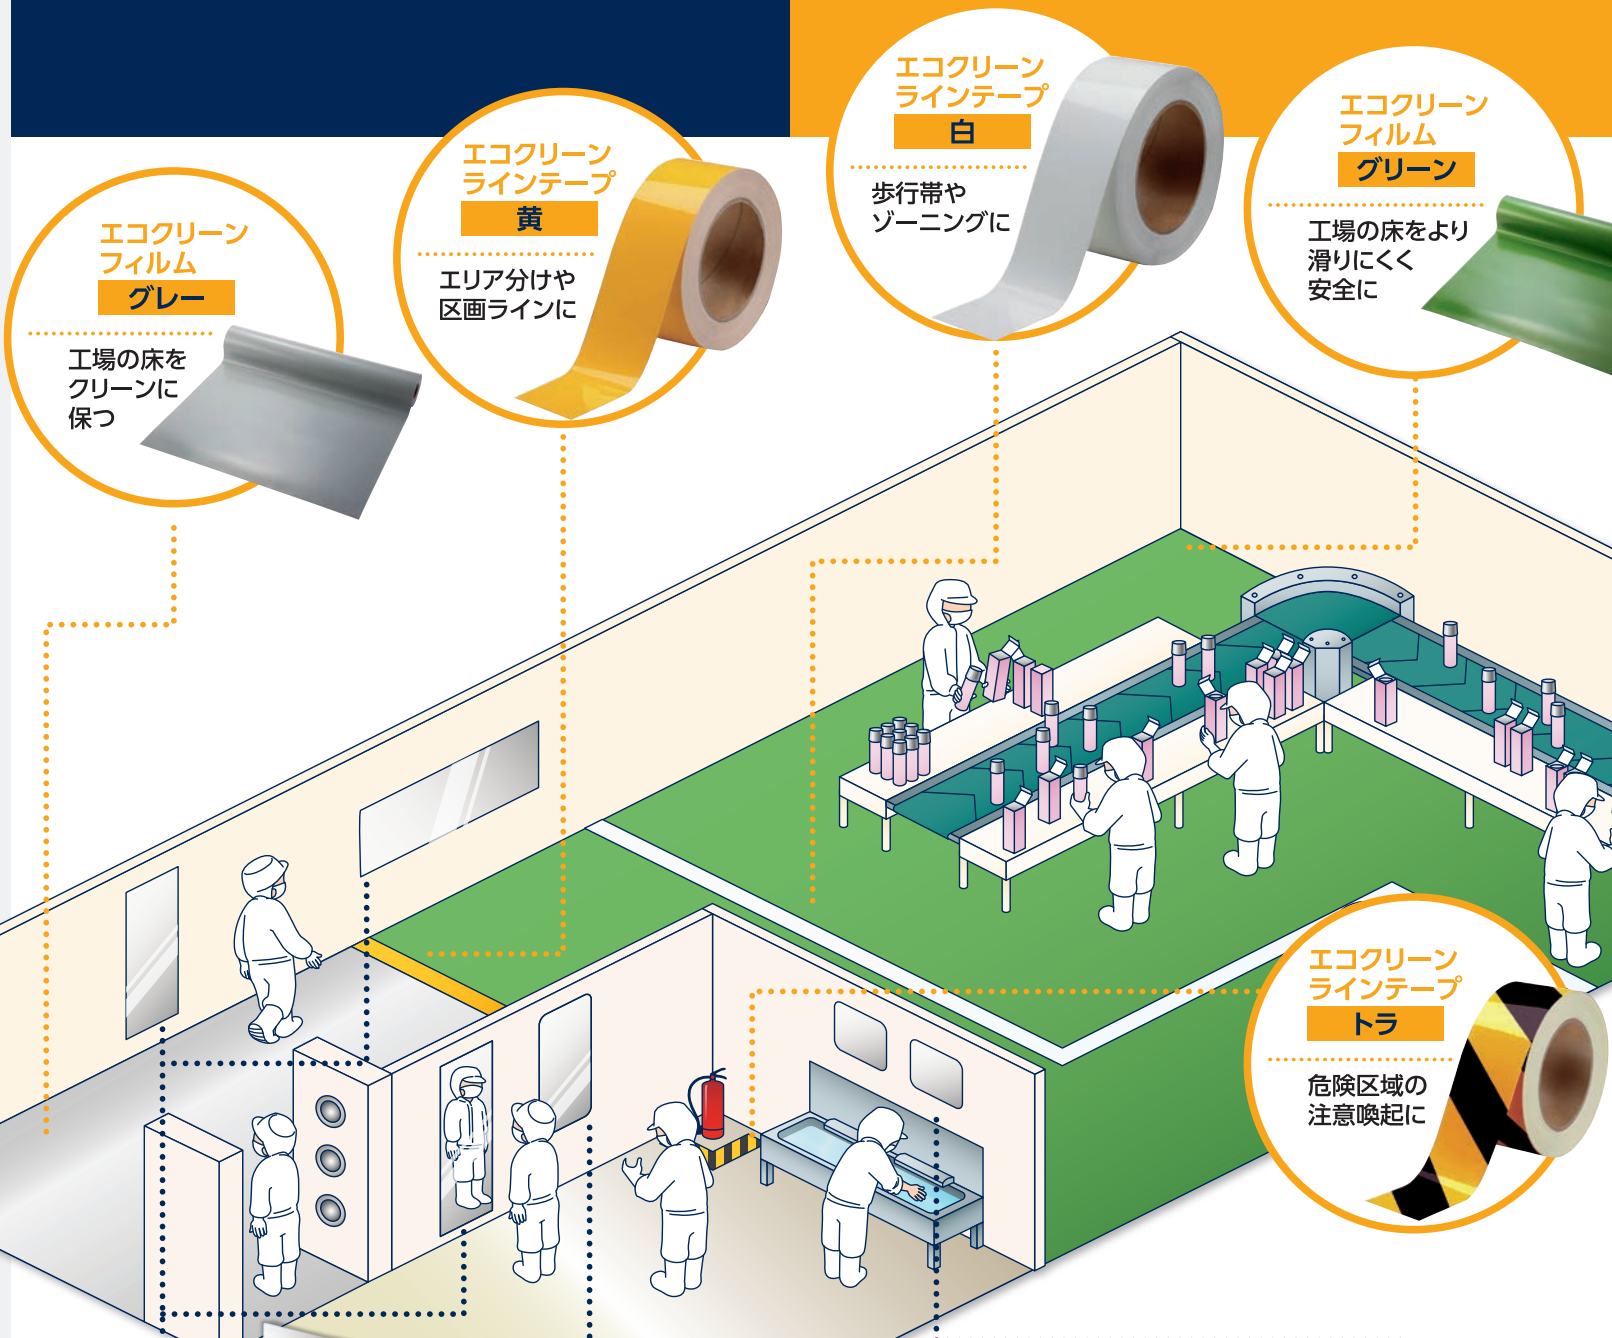 エコクリーン
フィルム
グレー
工場の床を
クリーンに
保つ
エコクリーン
ラインテープ
黄
エリア分けや
区画ラインに
エコクリーン
ラインテープ
白
歩行帯や
ゾーニングに
エコクリーン
フィルム
グリーン
工場の床をより
滑りにくく
安全に
エコクリーン
ラインテープ
トラ
危険区域の
注意喚起に